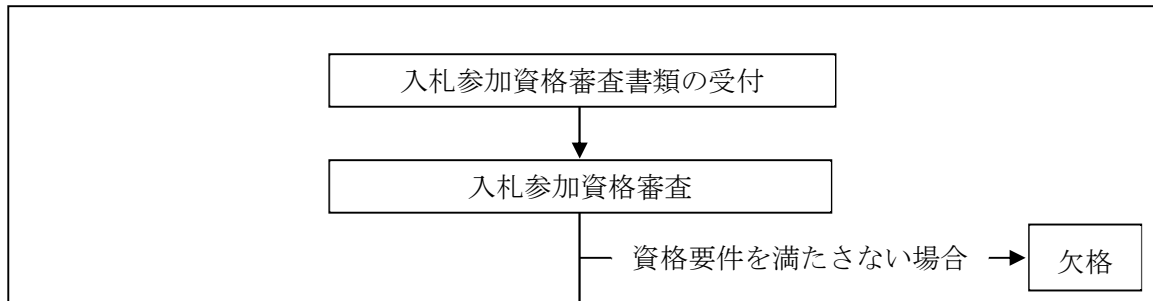 入札参加資格審査書類の受付
入札参加資格審査
資格要件を満たさない場合
欠格